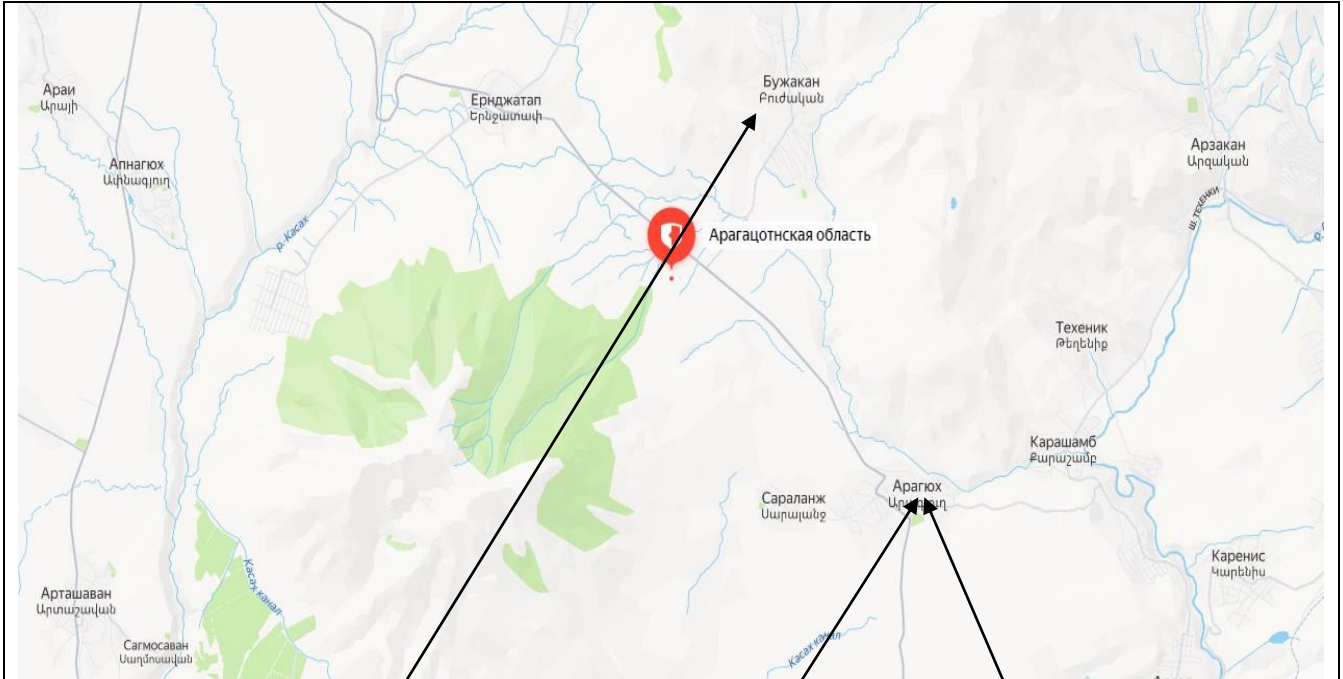 Араи
Արայի
Ернджатап
Երնջատափ
Бужакан
Բուժական
Апнагюх
Ափնագյուղ
Арзакан
Արզական
ш. ТЕХЕНКИ
р. Касах
Арагацотнская область
Техеник
Թեղենիք
Карашамб
Քարաշամբ
Сараланж
Սարալանջ
Арагюх
Каренис
Կարենիս
Касах канал
Арташаван
Արտաշավան
Сагмосаван
Սաղմոսավան
Касах канал